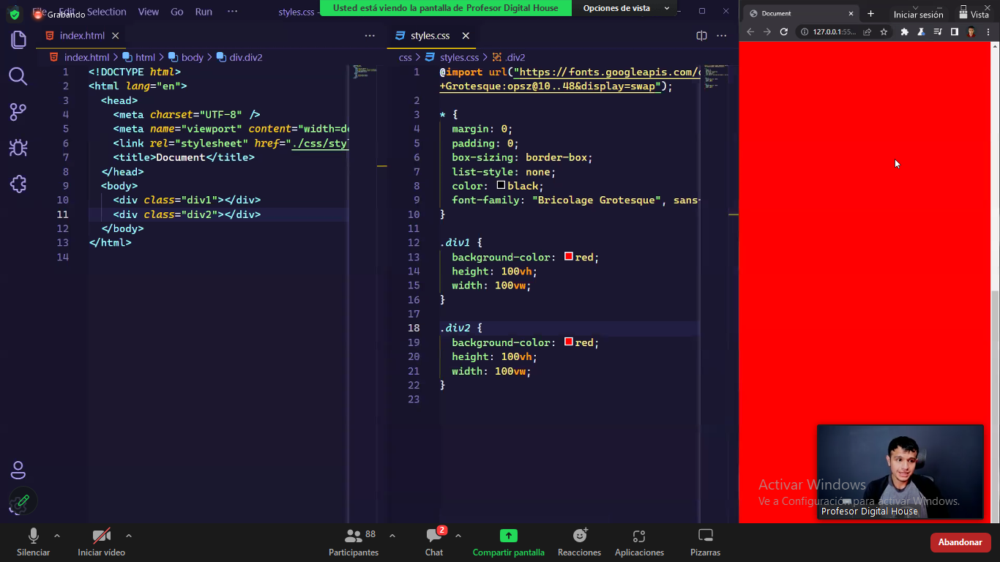 Grabando
File Edit Selection View Go Run ···
styles.css -
Usted está viendo la pantalla de Profesor Digital House
Opciones de vista
Document
Iniciar sesión
Vista
index.html
styles.css
127.0.0.1:55...
index.html > html > body > div.div2
css > styles.css > .div2
1 <!DOCTYPE html>
2 <html lang="en">
3 <head>
4 <meta charset="UTF-8" />
5 <meta name="viewport" content="width=de
6 <link rel="stylesheet" href="./css/sty
7 <title>Document</title>
8 </head>
9 <body>
10 <div class="div1"></div>
11 <div class="div2"></div>
12 </body>
13 </html>
14
1 @import url("https://fonts.googleapis.com/c
+Grotesque:opsz@10..48&display=swap");
2
3 * {
4 margin: 0;
5 padding: 0;
6 box-sizing: border-box;
7 list-style: none;
8 color: black;
9 font-family: "Bricolage Grotesque", sans-
10 }
11
12 .div1 {
13 background-color: red;
14 height: 100vh;
15 width: 100vw;
16 }
17
18 .div2 {
19 background-color: red;
20 height: 100vh;
21 width: 100vw;
22 }
23
Activar Windows
Ve a Configuración para activar Windows.
Profesor Digital House
Silenciar
Iniciar vídeo
88
Participantes
2
Chat
Compartir pantalla
Reacciones
Aplicaciones
Pizarras
Abandonar